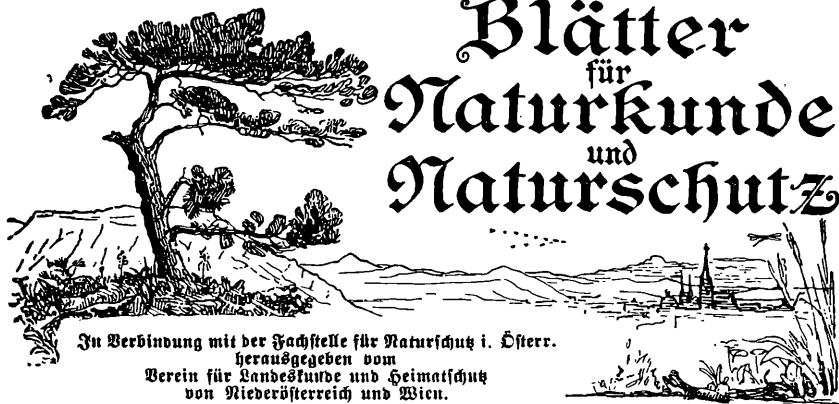 Blätter
für
Naturkunde
und
Naturschutz
In Verbindung mit der Fachstelle für Naturschutz i. Österr.
herausgegeben vom
Verein für Landeskunde und Heimatschutz
von Niederösterreich und Wien.